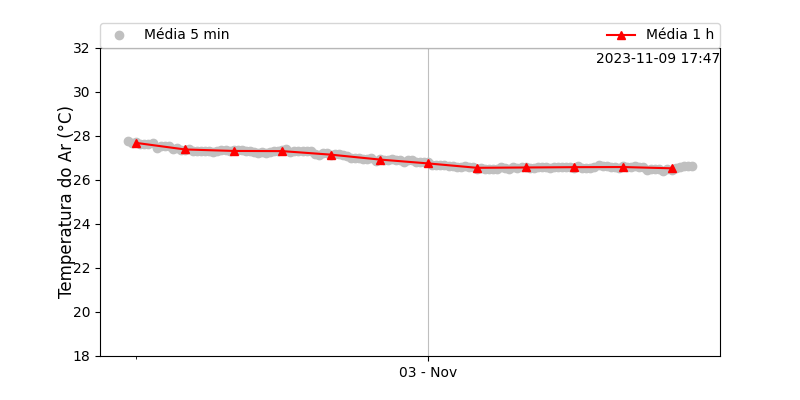 Média 5 min
Média 1 h
2023-11-09 17:47
Temperatura do Ar (°C)
32
30
28
26
24
22
20
18
03 - Nov